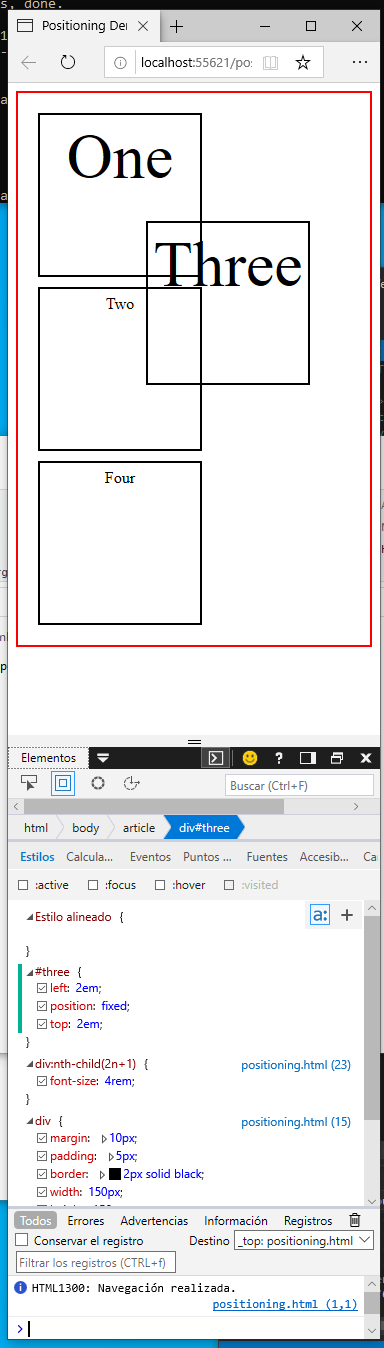 s, done.
Positioning Der
localhost:55621/po:
One
Three
Two
Four
Elementos
Buscar (Ctrl+F)
html body article div#three
Estilos Calcula... Eventos Puntos ... Fuentes Accesib... Ca
:active :focus :hover :visited
Estilo alineado {
a: +
}
#three {
left: 2em;
position: fixed;
top: 2em;
}
div:nth-child(2n+1) { positioning.html (23)
font-size: 4rem;
}
div { positioning.html (15)
margin: 10px;
padding: 5px;
border: 2px solid black;
width: 150px;
Todos Errores Advertencias Información Registros
Conservar el registro Destino _top: positioning.html
Filtrar los registros (CTRL+f)
HTML1300: Navegación realizada.
positioning.html (1,1)
>